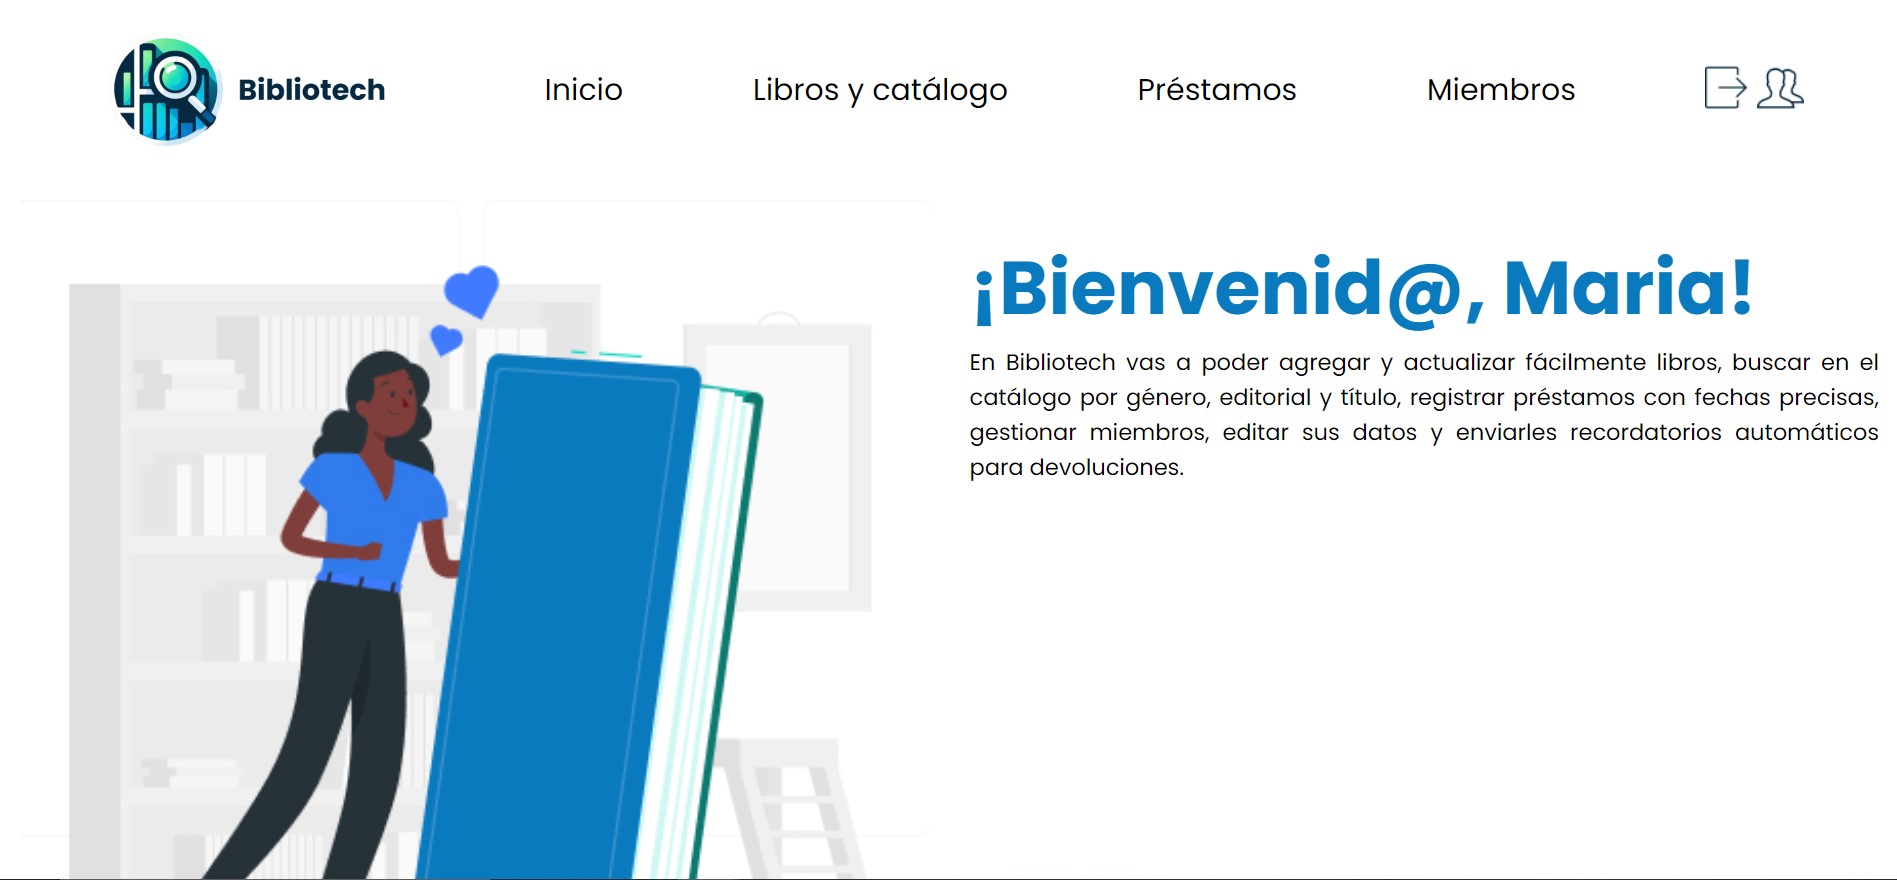 Bibliotech
Inicio
Libros y catálogo
Préstamos
Miembros
¡Bienvenid@, Maria!
En Bibliotech vas a poder agregar y actualizar fácilmente libros, buscar en el
catálogo por género, editorial y título, registrar préstamos con fechas precisas,
gestionar miembros, editar sus datos y enviarles recordatorios automáticos
para devoluciones.